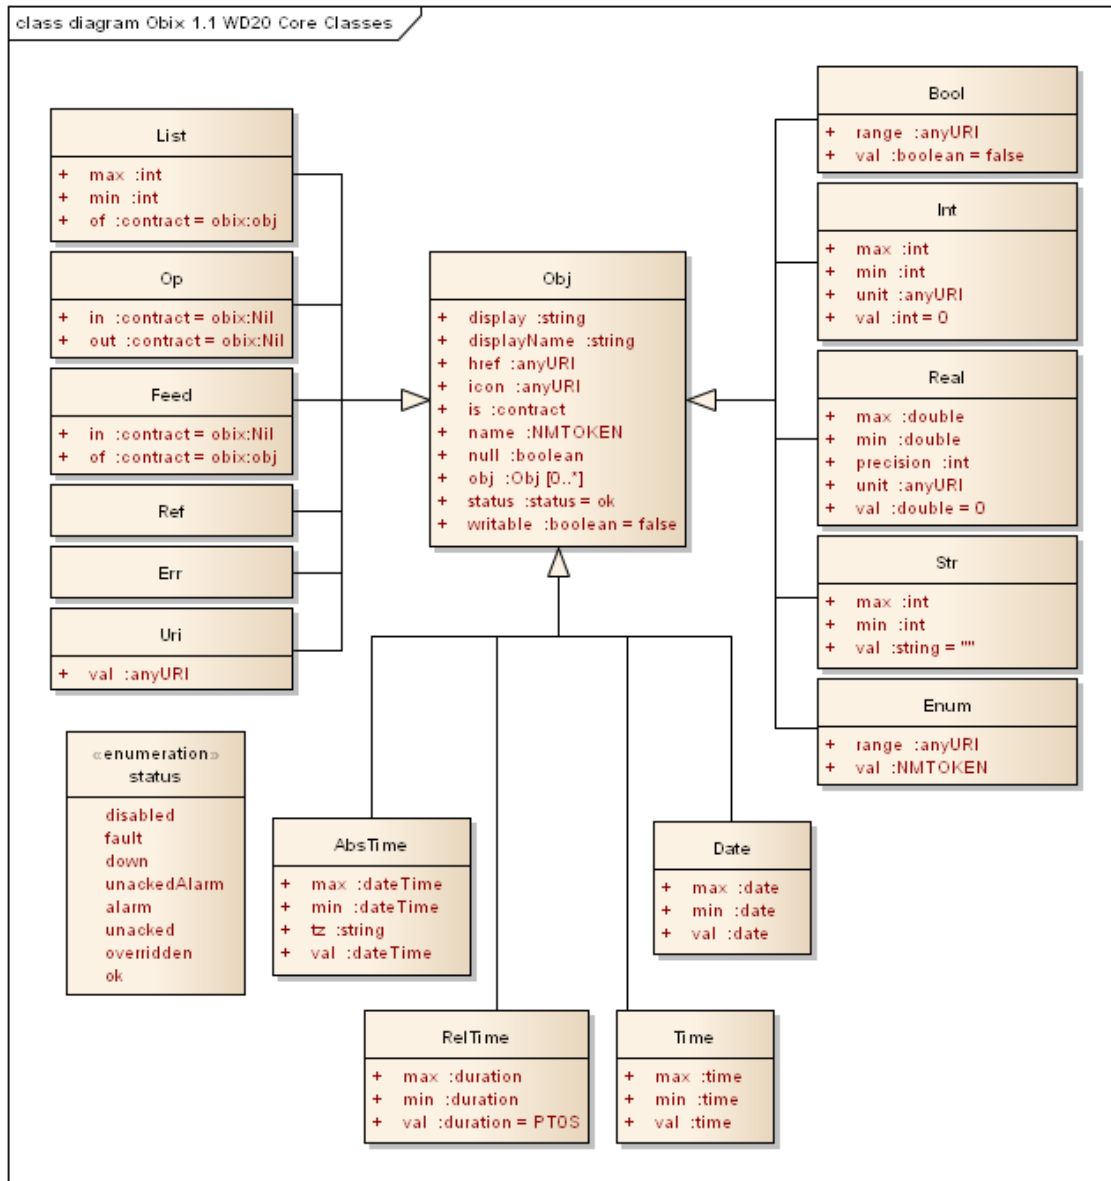 class diagram Obix 1.1 WD20 Core Classes
List
+ max :int
+ min :int
+ of :contract = obix:obj
Op
+ in :contract = obix:Nil
+ out :contract = obix:Nil
Feed
+ in :contract = obix:Nil
+ of :contract = obix:obj
Ref
Err
Uri
+ val :anyURI
«enumeration»
status
disabled
fault
down
unackedAlarm
alarm
unacked
overridden
ok
Obj
+ display :string
+ displayName :string
+ href :anyURI
+ icon :anyURI
+ is :contract
+ name :NMTOKEN
+ null :boolean
+ obj :Obj [0..*]
+ status :status = ok
+ writable :boolean = false
Bool
+ range :anyURI
+ val :boolean = false
Int
+ max :int
+ min :int
+ unit :anyURI
+ val :int = 0
Real
+ max :double
+ min :double
+ precision :int
+ unit :anyURI
+ val :double = 0
Str
+ max :int
+ min :int
+ val :string = ""
Enum
+ range :anyURI
+ val :NMTOKEN
AbsTime
+ max :dateTime
+ min :dateTime
+ tz :string
+ val :dateTime
Date
+ max :date
+ min :date
+ val :date
RelTime
+ max :duration
+ min :duration
+ val :duration = PT0S
Time
+ max :time
+ min :time
+ val :time